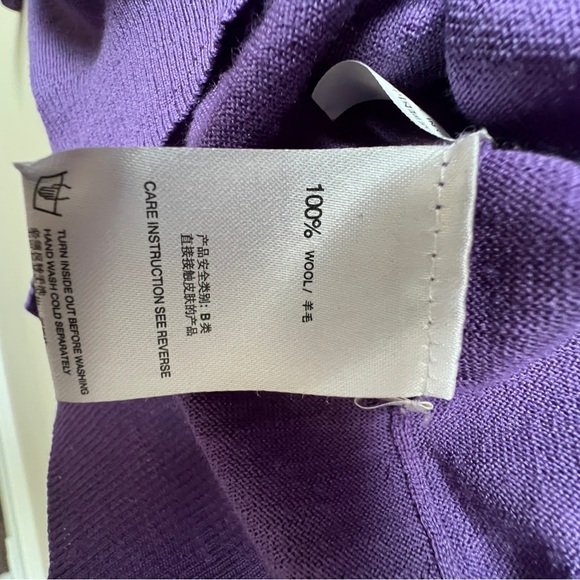 100% WOOL/ 羊毛
产品安全类别: B 类
直接接触皮肤的产品
CARE INSTRUCTION SEE REVERSE
TURN INSIDE OUT BEFORE WASHING
HAND WASH COLD SEPARATELY